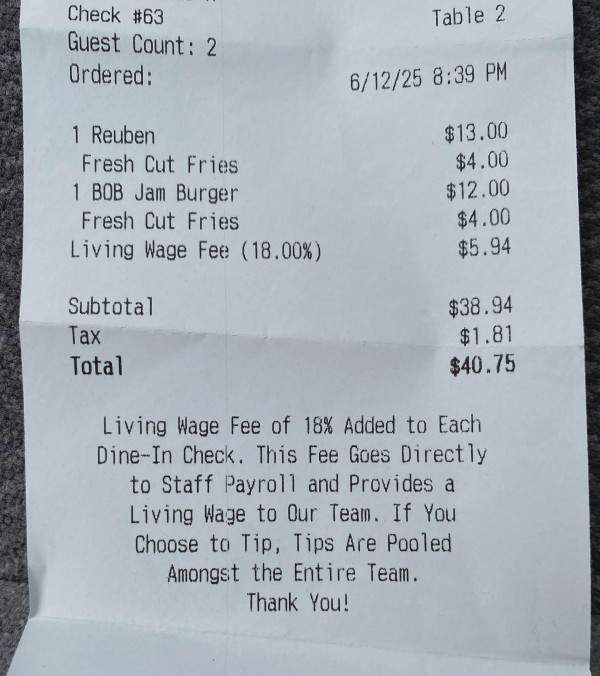 Check #63 Table 2
Guest Count: 2
Ordered: 6/12/25 8:39 PM
1 Reuben $13.00
Fresh Cut Fries $4.00
1 BOB Jam Burger $12.00
Fresh Cut Fries $4.00
Living Wage Fee (18.00%) $5.94
Subtotal $38.94
Tax $1.81
Total $40.75
Living Wage Fee of 18% Added to Each
Dine-In Check. This Fee Goes Directly
to Staff Payroll and Provides a
Living Wage to Our Team. If You
Choose to Tip, Tips Are Pooled
Amongst the Entire Team.
Thank You!